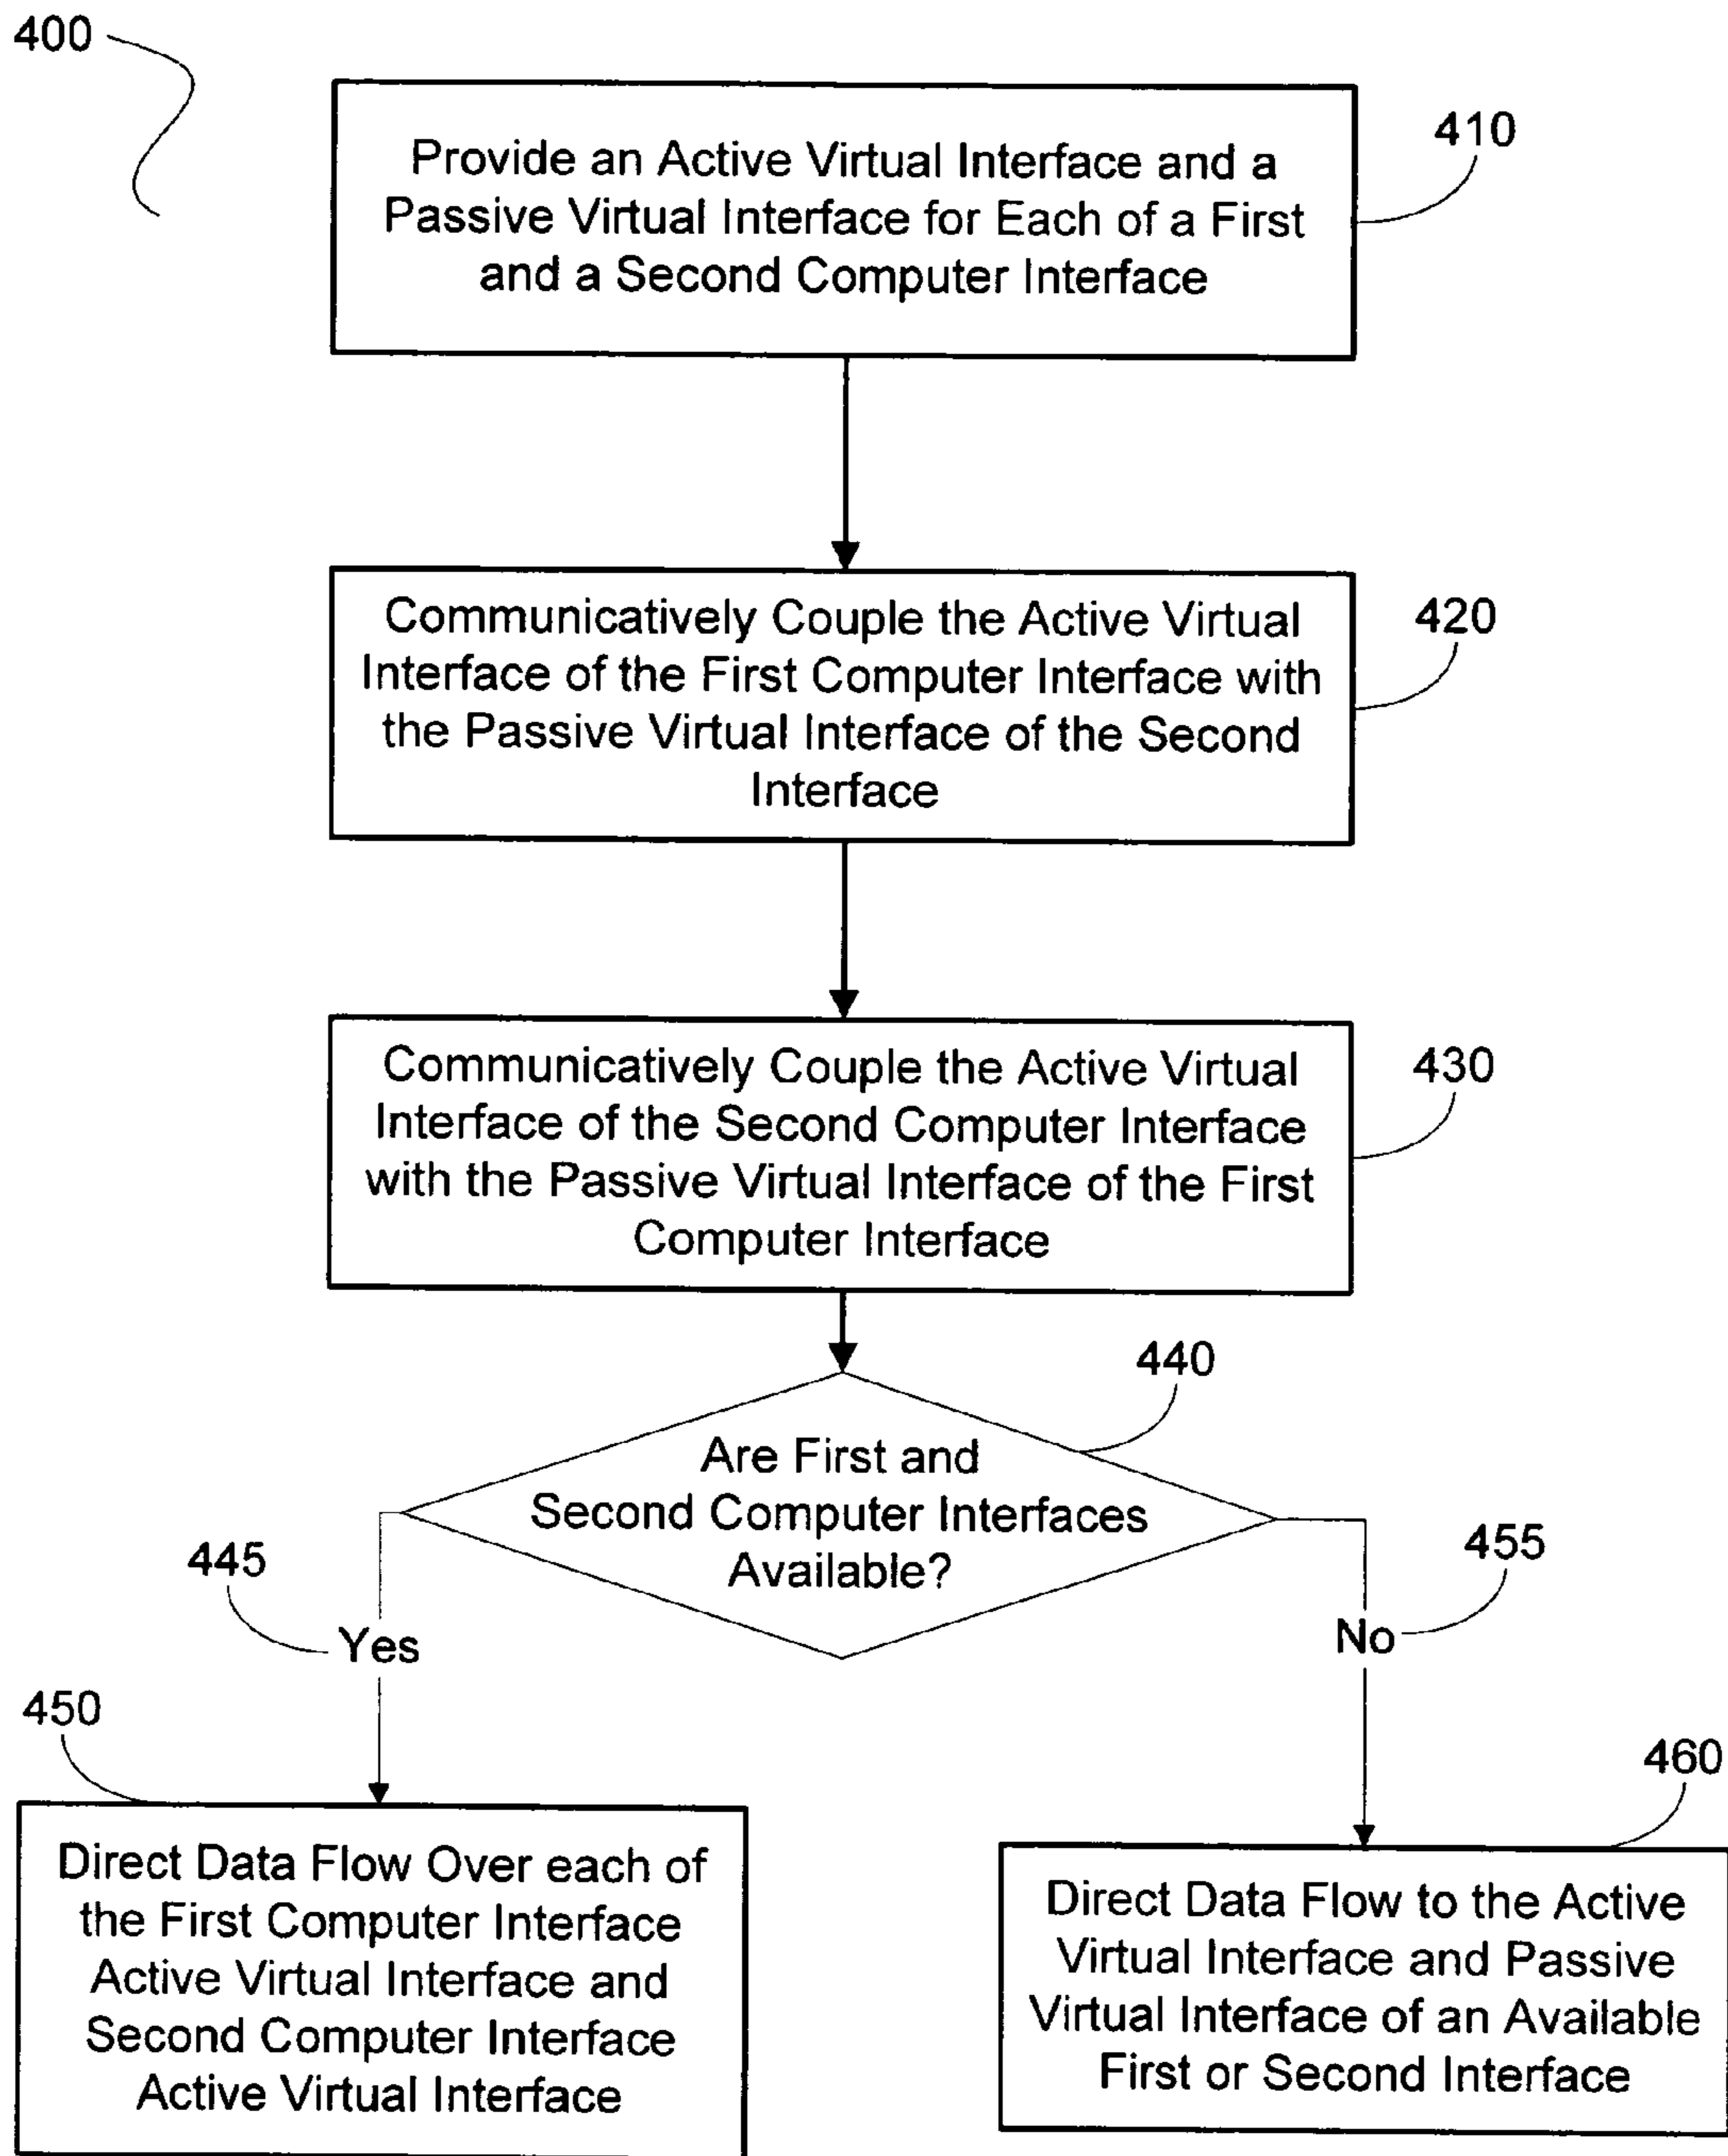 400
Provide an Active Virtual Interface and a
Passive Virtual Interface for Each of a First
and a Second Computer Interface
410
Communicatively Couple the Active Virtual
Interface of the First Computer Interface with
the Passive Virtual Interface of the Second
Interface
420
Communicatively Couple the Active Virtual
Interface of the Second Computer Interface
with the Passive Virtual Interface of the First
Computer Interface
430
440
Are First and
Second Computer Interfaces
Available?
445
Yes
455
No
450
Direct Data Flow Over each of
the First Computer Interface
Active Virtual Interface and
Second Computer Interface
Active Virtual Interface
460
Direct Data Flow to the Active
Virtual Interface and Passive
Virtual Interface of an Available
First or Second Interface